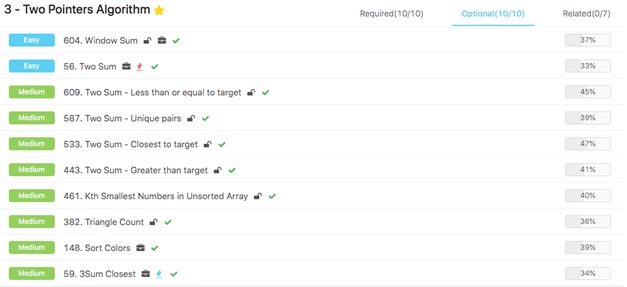 3 - Two Pointers Algorithm Required(10/10) Optional(10/10) Related(0/7)
Easy 604. Window Sum 37%
Easy 56. Two Sum 33%
Medium 609. Two Sum - Less than or equal to target 45%
Medium 587. Two Sum - Unique pairs 39%
Medium 533. Two Sum - Closest to target 47%
Medium 443. Two Sum - Greater than target 41%
Medium 461. Kth Smallest Numbers in Unsorted Array 40%
Medium 382. Triangle Count 36%
Medium 148. Sort Colors 39%
Medium 59. 3Sum Closest 34%